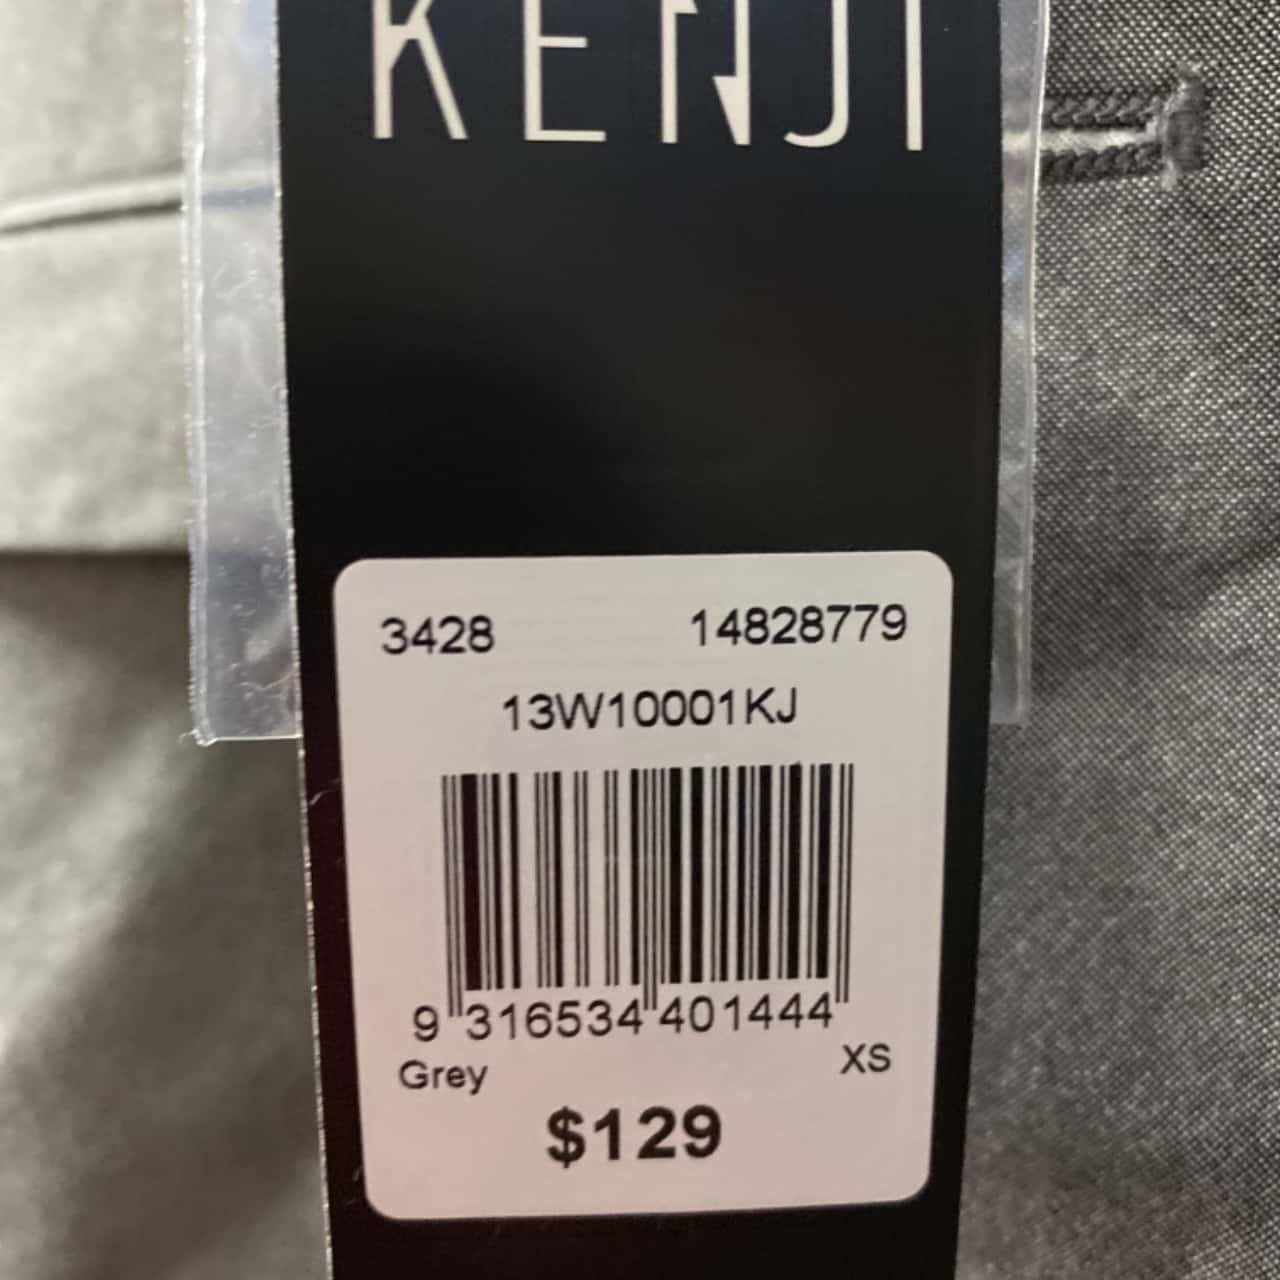 KENJI
3428 14828779
13W10001KJ
9 316534 401444
Grey XS
$129